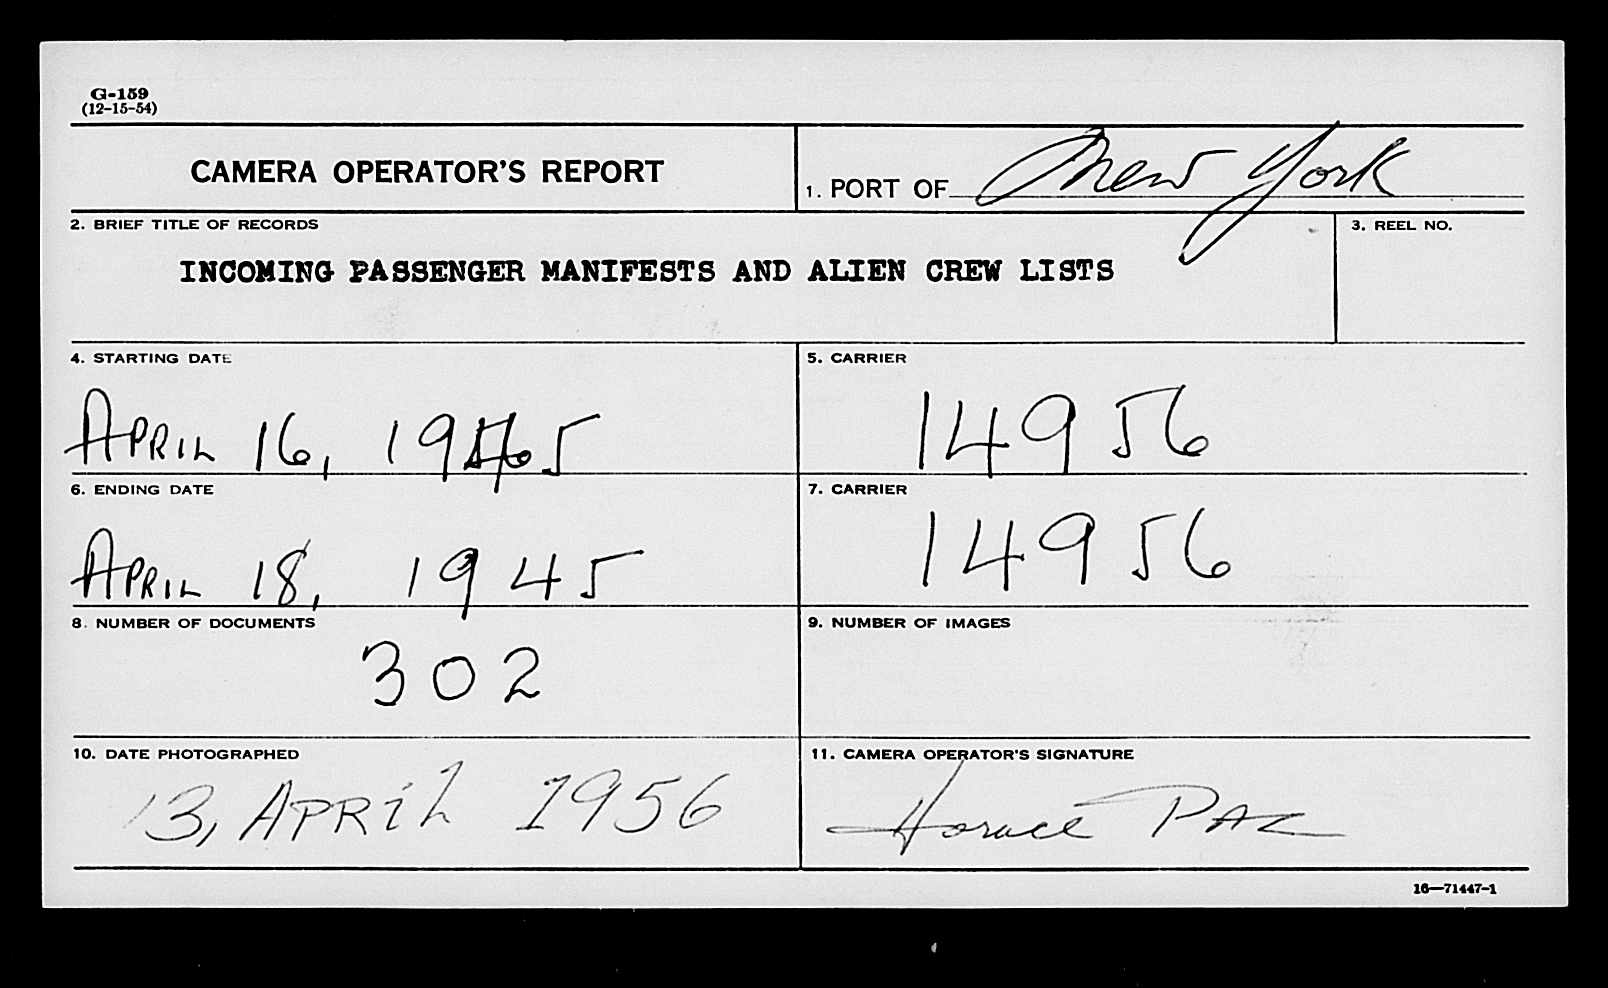 G-159
(12-15-54)
CAMERA OPERATOR'S REPORT
1. PORT OF New York
2. BRIEF TITLE OF RECORDS
3. REEL NO.
INCOMING PASSENGER MANIFESTS AND ALIEN CREW LISTS
4. STARTING DATE
5. CARRIER
APRIL 16, 1945
14956
6. ENDING DATE
7. CARRIER
APRIL 18, 1945
14956
8. NUMBER OF DOCUMENTS
9. NUMBER OF IMAGES
302
10. DATE PHOTOGRAPHED
11. CAMERA OPERATOR'S SIGNATURE
13, APRiL 1956
Horace
16—71447-1